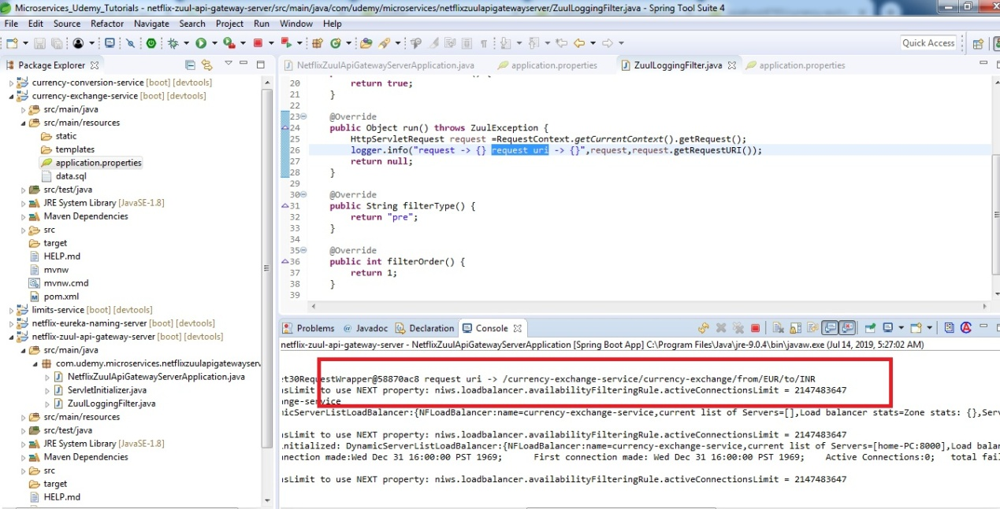 Microservices_Udemy_Tutorials - netflix-zuul-api-gateway-server/src/main/java/com/udemy/microservices/netflixzuulapigatewayserver/ZuulLoggingFilter.java - Spring Tool Suite 4
File Edit Source Refactor Navigate Search Project Run Window Help
Quick Access
Package Explorer
currency-conversion-service [boot] [devtools]
currency-exchange-service [boot] [devtools]
src/main/java
src/main/resources
static
templates
application.properties
data.sql
src/test/java
JRE System Library [JavaSE-1.8]
Maven Dependencies
src
target
HELP.md
mvnw
mvnw.cmd
pom.xml
limits-service [boot] [devtools]
netflix-eureka-naming-server [boot] [devtools]
netflix-zuul-api-gateway-server [boot] [devtools]
src/main/java
com.udemy.microservices.netflixzuulapigatewayserv
NetflixZuulApiGatewayServerApplication.java
ServletInitializer.java
ZuulLoggingFilter.java
src/main/resources
src/test/java
JRE System Library [JavaSE-1.8]
Maven Dependencies
src
target
HELP.md
NetflixZuulApiGatewayServerApplication.java application.properties ZuulLoggingFilter.java application.properties
20 return true;
21 }
22
23 @Override
24 public Object run() throws ZuulException {
25 HttpServletRequest request =RequestContext.getCurrentContext().getRequest();
26 logger.info("request -> {} request uri -> {}",request,request.getRequestURI());
27 return null;
28 }
29
30 @Override
31 public String filterType() {
32 return "pre";
33 }
34
35 @Override
36 public int filterOrder() {
37 return 1;
38 }
39
Problems Javadoc Declaration Console
netflix-zuul-api-gateway-server - NetflixZuulApiGatewayServerApplication [Spring Boot App] C:\Program Files\Java\jre-9.0.4\bin\javaw.exe (Jul 14, 2019, 5:27:02 AM)
t30RequestWrapper@58870ac8 request uri -> /currency-exchange-service/currency-exchange/from/EUR/to/INR
sLimit to use NEXT property: niws.loadbalancer.availabilityFilteringRule.activeConnectionsLimit = 2147483647
nge-service
micServerListLoadBalancer:{NFLoadBalancer:name=currency-exchange-service,current list of Servers=[],Load balancer stats=Zone stats: {},Serv
sLimit to use NEXT property: niws.loadbalancer.availabilityFilteringRule.activeConnectionsLimit = 2147483647
nitialized: DynamicServerListLoadBalancer:{NFLoadBalancer:name=currency-exchange-service,current list of Servers=[home-PC:8000],Load balan
nnection made:Wed Dec 31 16:00:00 PST 1969; First connection made: Wed Dec 31 16:00:00 PST 1969; Active Connections:0; total fail
sLimit to use NEXT property: niws.loadbalancer.availabilityFilteringRule.activeConnectionsLimit = 2147483647